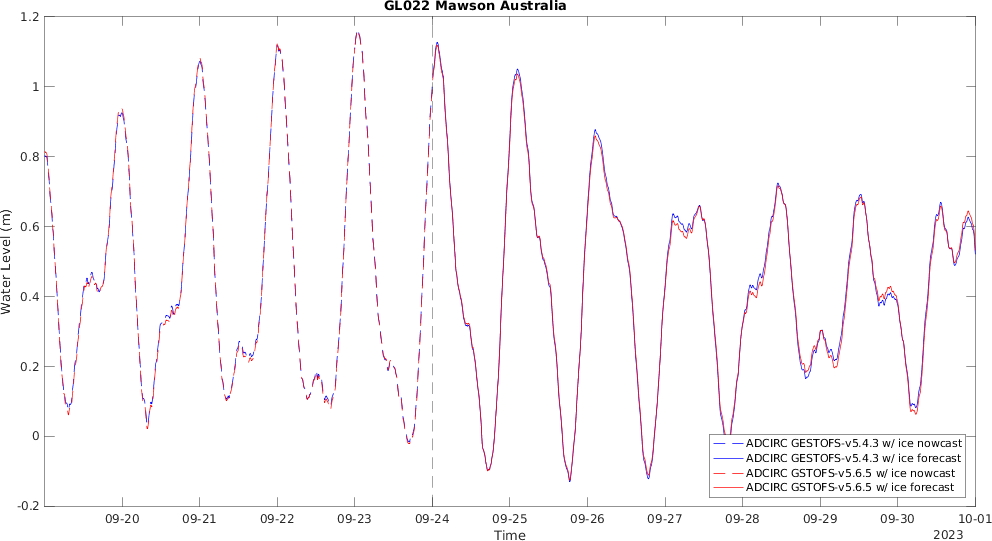 GL022 Mawson Australia
1.2
1
0.8
0.6
0.4
0.2
0
-0.2
Water Level (m)
ADCIRC GESTOFS-v5.4.3 w/ ice nowcast
ADCIRC GESTOFS-v5.4.3 w/ ice forecast
ADCIRC GSTOFS-v5.6.5 w/ ice nowcast
ADCIRC GSTOFS-v5.6.5 w/ ice forecast
09-20 09-21 09-22 09-23 09-24 09-25 09-26 09-27 09-28 09-29 09-30 10-01
Time
2023